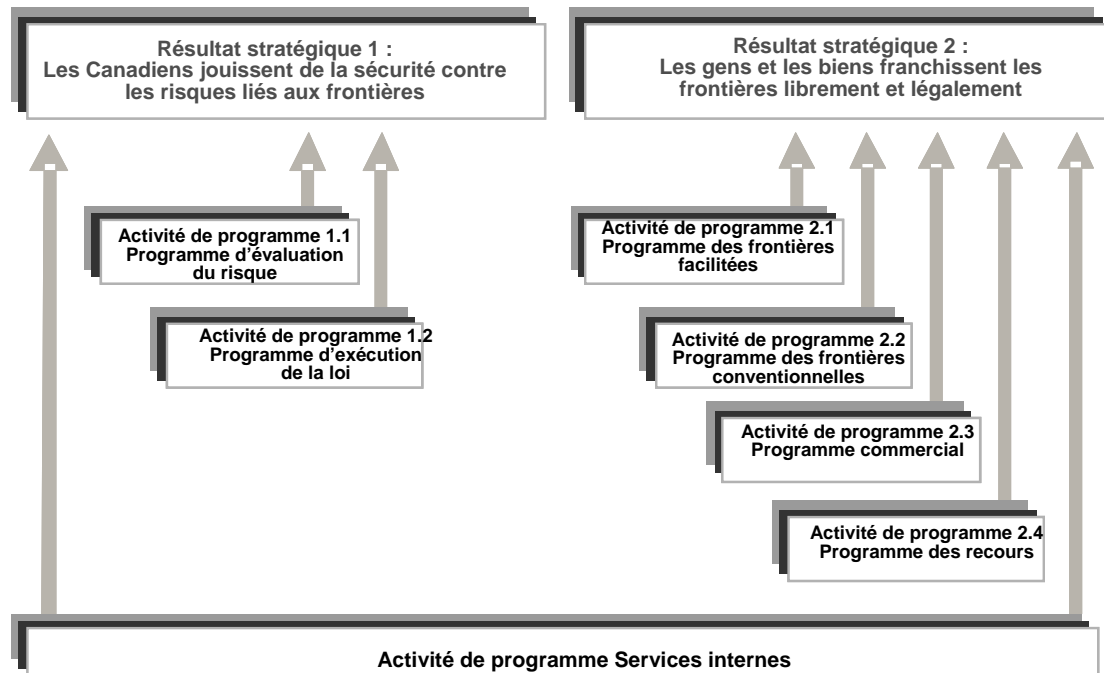 Résultat stratégique 1 :
Les Canadiens jouissent de la sécurité contre
les risques liés aux frontières
Résultat stratégique 2 :
Les gens et les biens franchissent les
frontières librement et légalement
Activité de programme 1.1
Programme d'évaluation
du risque
Activité de programme 1.2
Programme d'exécution
de la loi
Activité de programme 2.1
Programme des frontières
facilitées
Activité de programme 2.2
Programme des frontières
conventionnelles
Activité de programme 2.3
Programme commercial
Activité de programme 2.4
Programme des recours
Activité de programme Services internes